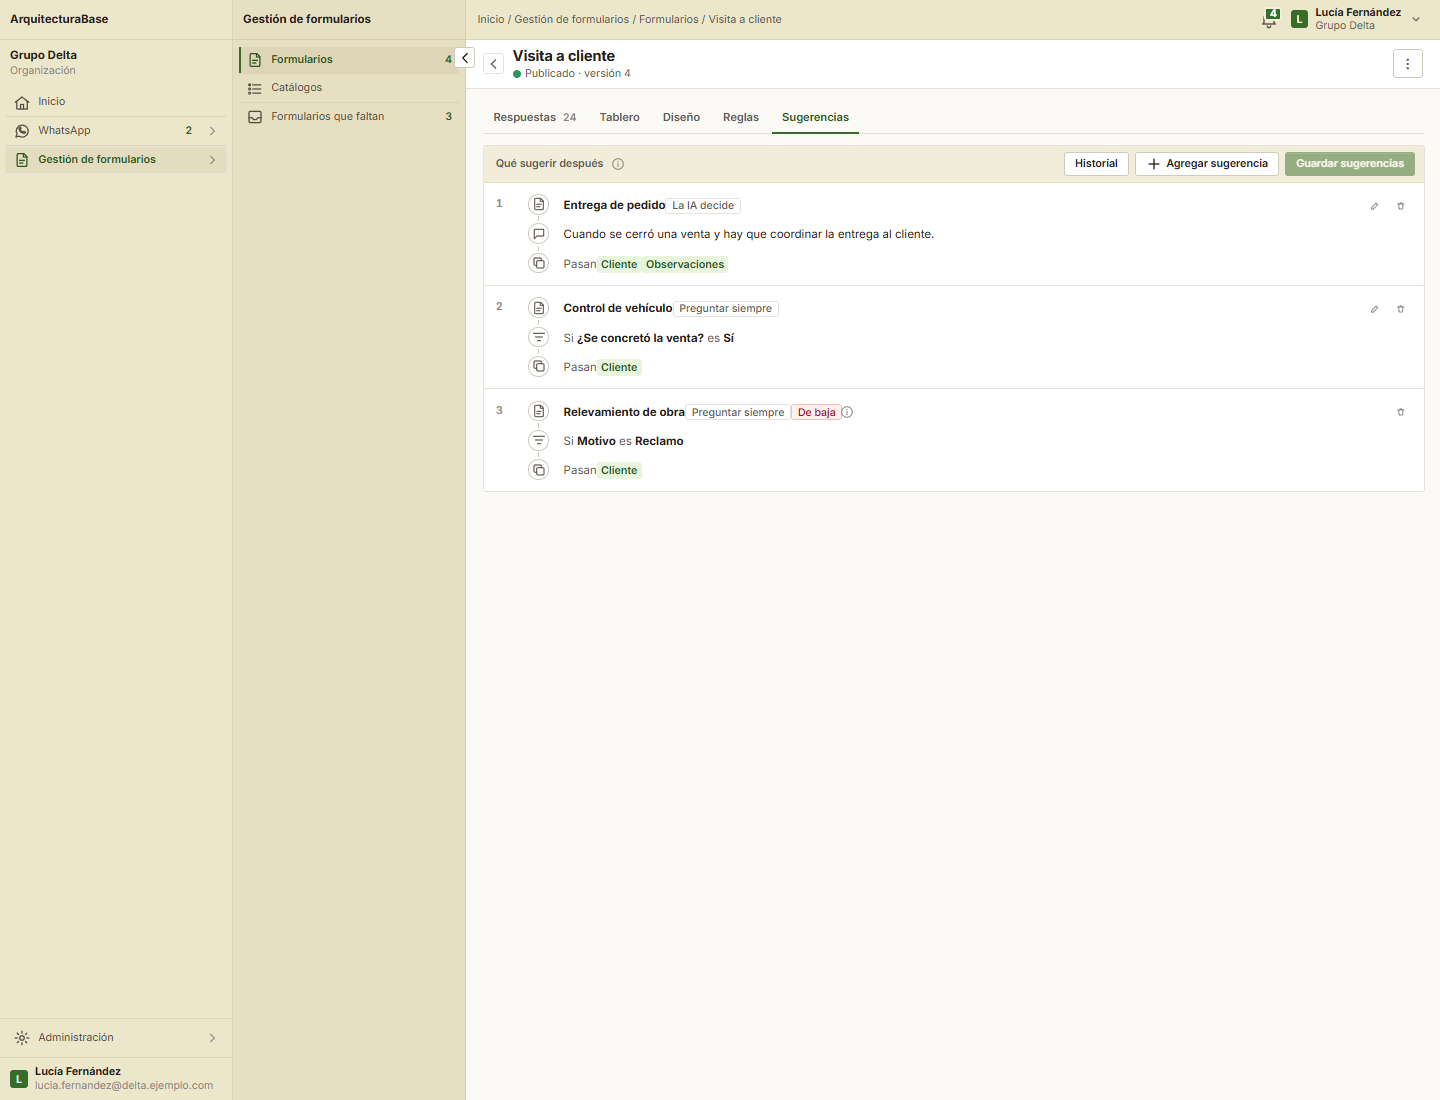 ArquitecturaBase
Grupo Delta
Organización
Inicio
WhatsApp 2
Gestión de formularios
Administración
L
Lucía Fernández
lucia.fernandez@delta.ejemplo.com
Gestión de formularios
Formularios 4
Catálogos
Formularios que faltan 3
Inicio / Gestión de formularios / Formularios / Visita a cliente
4
L
Lucía Fernández
Grupo Delta
Visita a cliente
Publicado · versión 4
Respuestas 24 Tablero Diseño Reglas Sugerencias
Qué sugerir después Historial Agregar sugerencia Guardar sugerencias
1 Entrega de pedido La IA decide
Cuando se cerró una venta y hay que coordinar la entrega al cliente.
Pasan Cliente Observaciones
2 Control de vehículo Preguntar siempre
Si ¿Se concretó la venta? es Sí
Pasan Cliente
3 Relevamiento de obra Preguntar siempre De baja
Si Motivo es Reclamo
Pasan Cliente